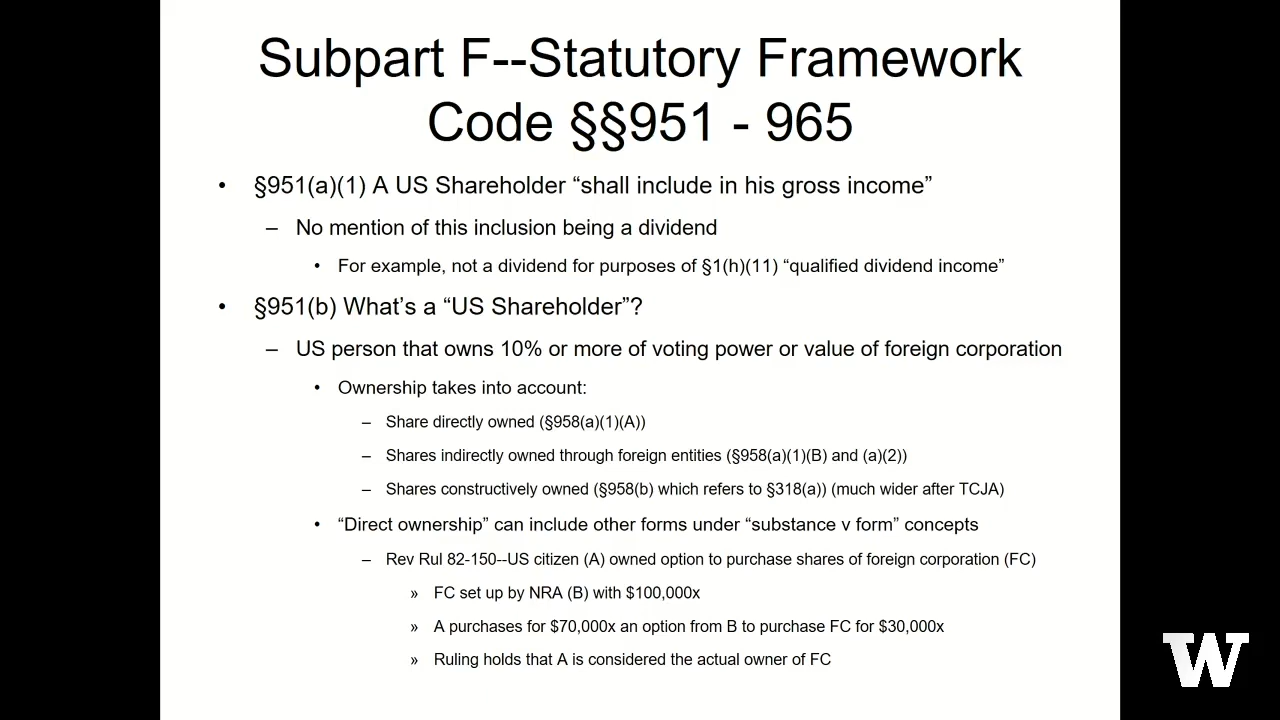 Subpart F--Statutory Framework
Code §§951 - 965
• §951(a)(1) A US Shareholder “shall include in his gross income”
– No mention of this inclusion being a dividend
• For example, not a dividend for purposes of §1(h)(11) “qualified dividend income”
• §951(b) What’s a “US Shareholder”?
– US person that owns 10% or more of voting power or value of foreign corporation
• Ownership takes into account:
– Share directly owned (§958(a)(1)(A))
– Shares indirectly owned through foreign entities (§958(a)(1)(B) and (a)(2))
– Shares constructively owned (§958(b) which refers to §318(a)) (much wider after TCJA)
• “Direct ownership” can include other forms under “substance v form” concepts
– Rev Rul 82-150--US citizen (A) owned option to purchase shares of foreign corporation (FC)
» FC set up by NRA (B) with $100,000x
» A purchases for $70,000x an option from B to purchase FC for $30,000x
» Ruling holds that A is considered the actual owner of FC
W